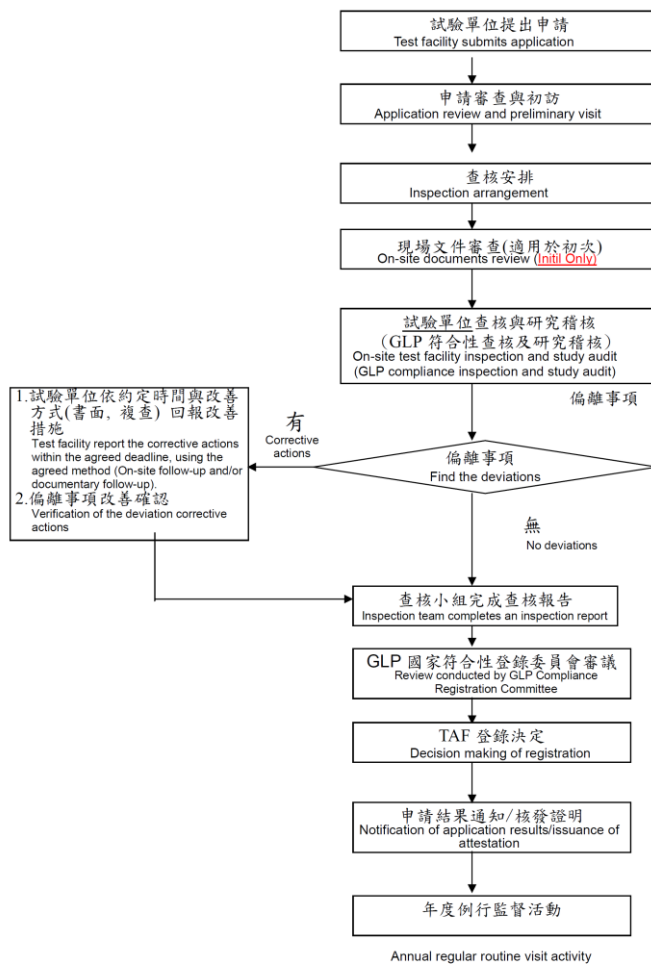 試驗單位提出申請
Test facility submits application
申請審查與初訪
Application review and preliminary visit
查核安排
Inspection arrangement
現場文件審查(適用於初次)
On-site documents review (Initil Only)
試驗單位查核與研究稽核
（GLP 符合性查核及研究稽核）
On-site test facility inspection and study audit
(GLP compliance inspection and study audit)
偏離事項
偏離事項
Find the deviations
有
Corrective
actions
1.試驗單位依約定時間與改善
方式(書面, 複查) 回報改善
措施
Test facility report the corrective actions
within the agreed deadline, using the
agreed method (On-site follow-up and/or
documentary follow-up).
2.偏離事項改善確認
Verification of the deviation corrective
actions
無
No deviations
查核小組完成查核報告
Inspection team completes an inspection report
GLP 國家符合性登錄委員會審議
Review conducted by GLP Compliance
Registration Committee
TAF 登錄決定
Decision making of registration
申請結果通知/核發證明
Notification of application results/issuance of
attestation
年度例行監督活動
Annual regular routine visit activity